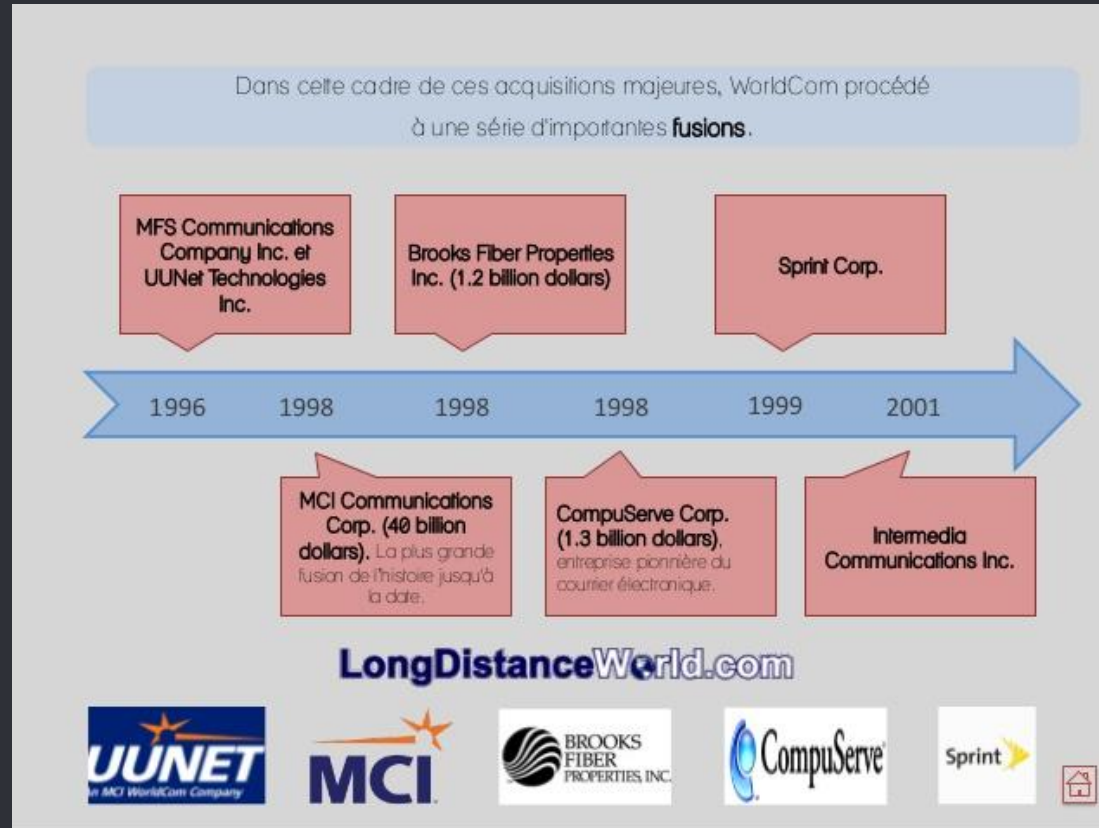 Dans cette cadre de ces acquisitions majeures, WorldCom procédé
à une série d'importantes fusions.
MFS Communications
Company Inc. et
UUNet Technologies
Inc.
Brooks Fiber Properties
Inc. (1.2 billion dollars)
Sprint Corp.
1996
1998
1998
1998
1999
2001
MCI Communications
Corp. (40 billion
dollars). La plus grande
fusion de l'histoire jusqu'à
la date.
CompuServe Corp.
(1.3 billion dollars),
entreprise pionnière du
courrier électronique.
Intermedia
Communications Inc.
LongDistanceWorld.com
UUNET
An MCI WorldCom Company
MCI
BROOKS
FIBER
PROPERTIES, INC.
CompuServe
Sprint